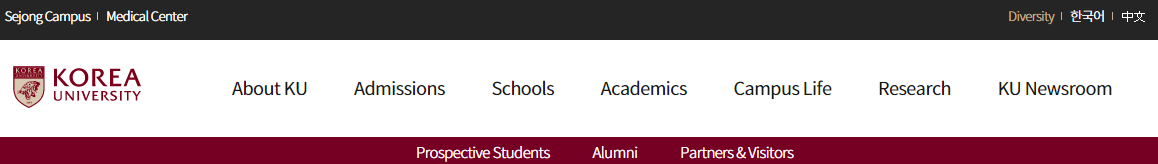 Sejong Campus Medical Center Diversity 한국어 中文
KOREA
UNIVERSITY
About KU Admissions Schools Academics Campus Life Research KU Newsroom
Prospective Students Alumni Partners & Visitors